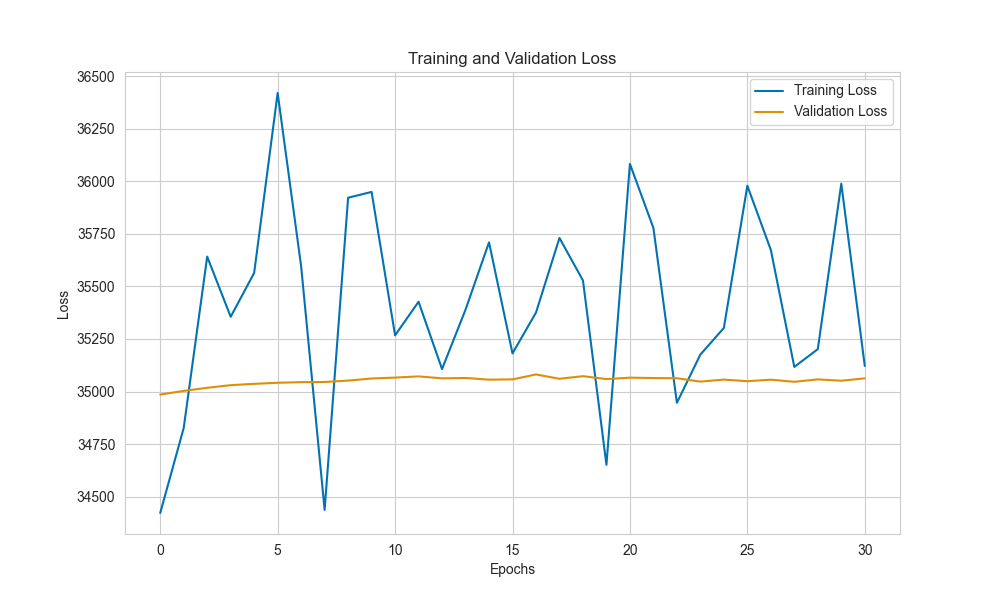 Training and Validation Loss
Training Loss
Validation Loss
36500
36250
36000
35750
35500
35250
35000
34750
34500
Loss
0 5 10 15 20 25 30
Epochs